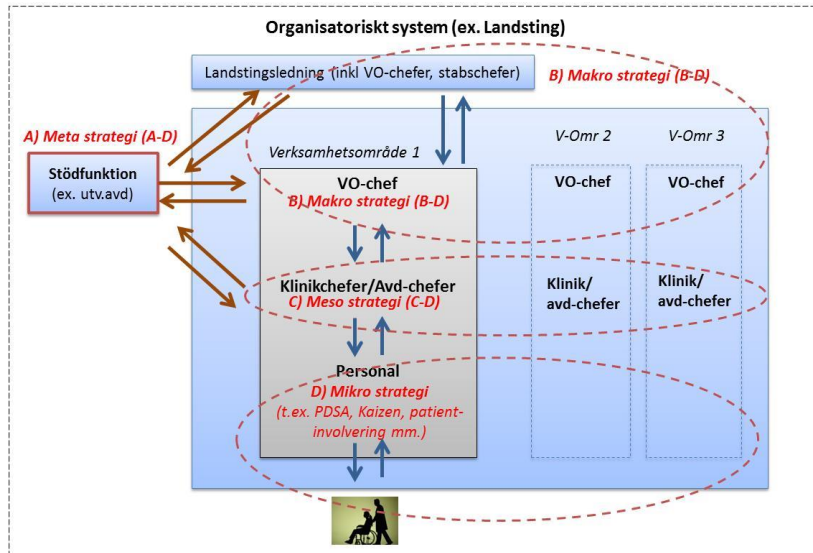 Organisatoriskt system (ex. Landsting)
Landstingsledning (inkl VO-chefer, stabschefer)
B) Makro strategi (B-D)
A) Meta strategi (A-D)
Stödfunktion
(ex. utv.avd)
Verksamhetsområde 1
V-Omr 2
V-Omr 3
VO-chef
B) Makro strategi (B-D)
VO-chef
VO-chef
Klinikchefer/Avd-chefer
C) Meso strategi (C-D)
Klinik/
avd-chefer
Klinik/
avd-chefer
Personal
D) Mikro strategi
(t.ex. PDSA, Kaizen, patient-
involvering mm.)